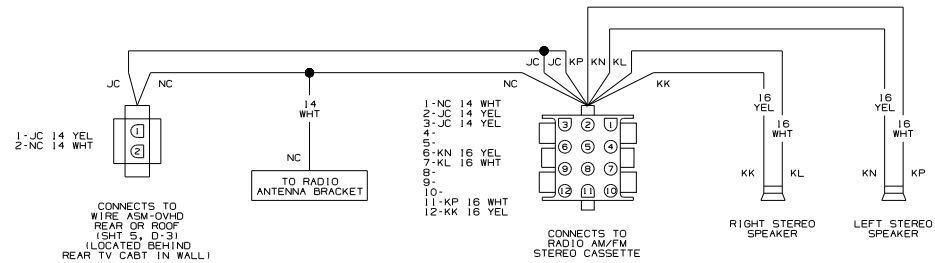 JC
NC
1-JC 14 YEL
2-NC 14 WHT
1
2
CONNECTS TO
WIRE ASM-OVHD
REAR OR ROOF
(SHT 5, D-3)
(LOCATED BEHIND
REAR TV CABT IN WALL)
14
WHT
NC
TO RADIO
ANTENNA BRACKET
NC
JC
JC
KP
KN
KL
KK
1-NC 14 WHT
2-JC 14 YEL
3-JC 14 YEL
4-
5-
6-KN 16 YEL
7-KL 16 WHT
8-
9-
10-
11-KP 16 WHT
12-KK 16 YEL
3 2 1
6 5 4
9 8 7
12 11 10
CONNECTS TO
RADIO AM/FM
STEREO CASSETTE
16
YEL
16
WHT
KK
KL
RIGHT STEREO
SPEAKER
16
YEL
16
WHT
KN
KP
LEFT STEREO
SPEAKER